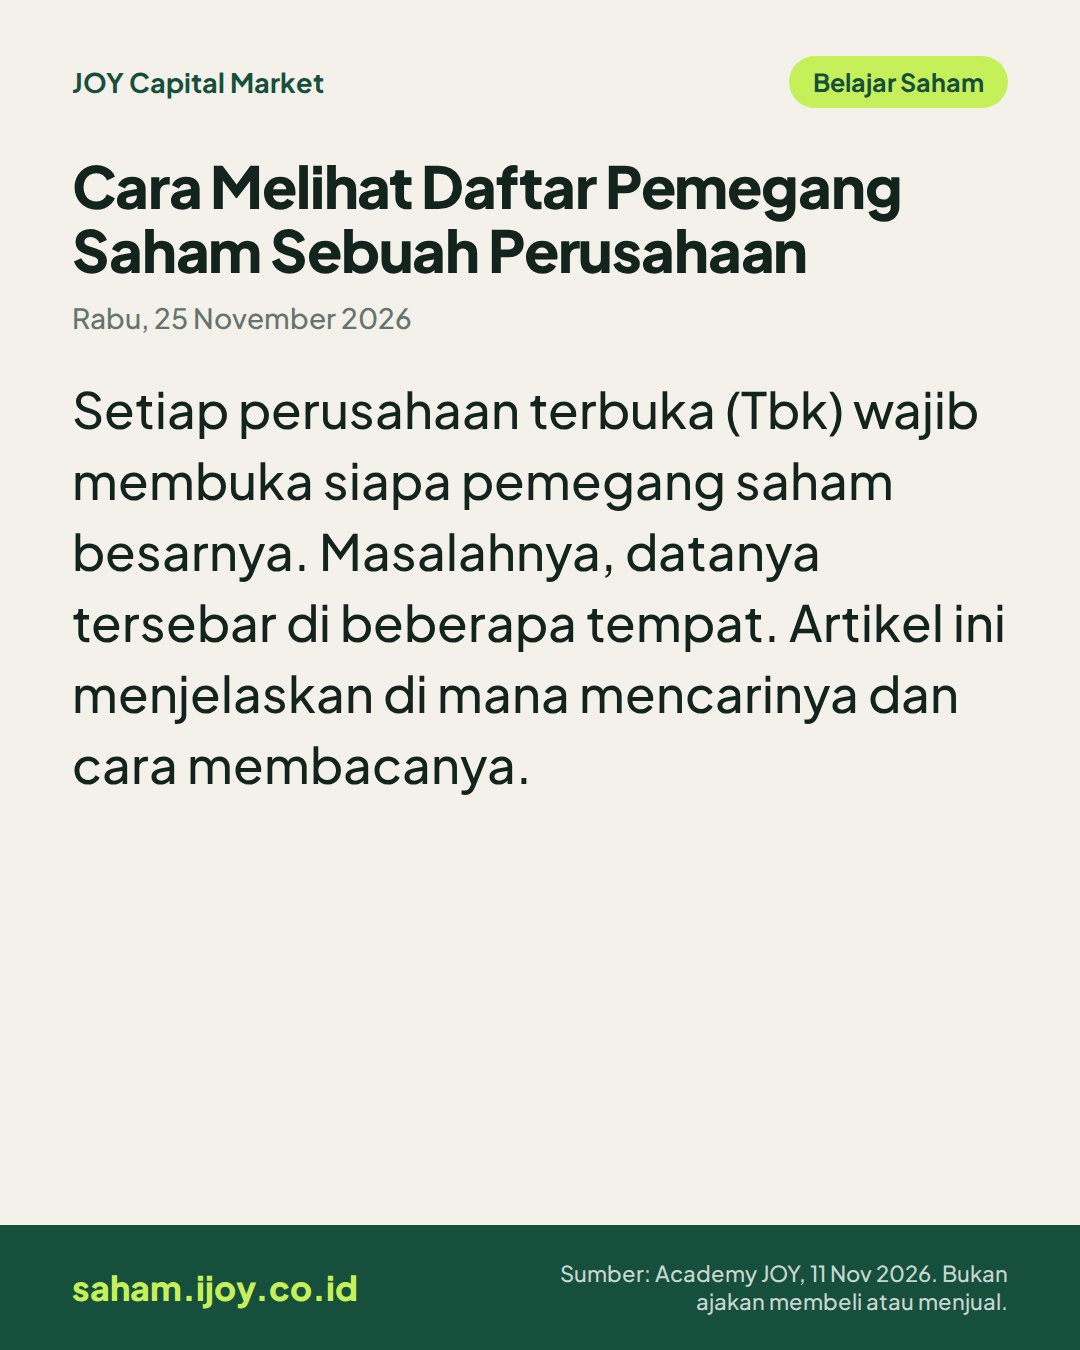 JOY Capital Market
Belajar Saham
Cara Melihat Daftar Pemegang
Saham Sebuah Perusahaan
Rabu, 25 November 2026
Setiap perusahaan terbuka (Tbk) wajib
membuka siapa pemegang saham
besarnya. Masalahnya, datanya
tersebar di beberapa tempat. Artikel ini
menjelaskan di mana mencarinya dan
cara membacanya.
saham.ijoy.co.id
Sumber: Academy JOY, 11 Nov 2026. Bukan
ajakan membeli atau menjual.